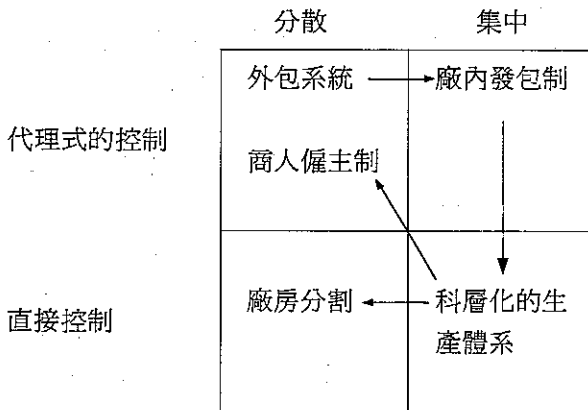 分散 集中
外包系統 廠內發包制
代理式的控制
商人僱主制
直接控制
廠房分割 科層化的生
產體系